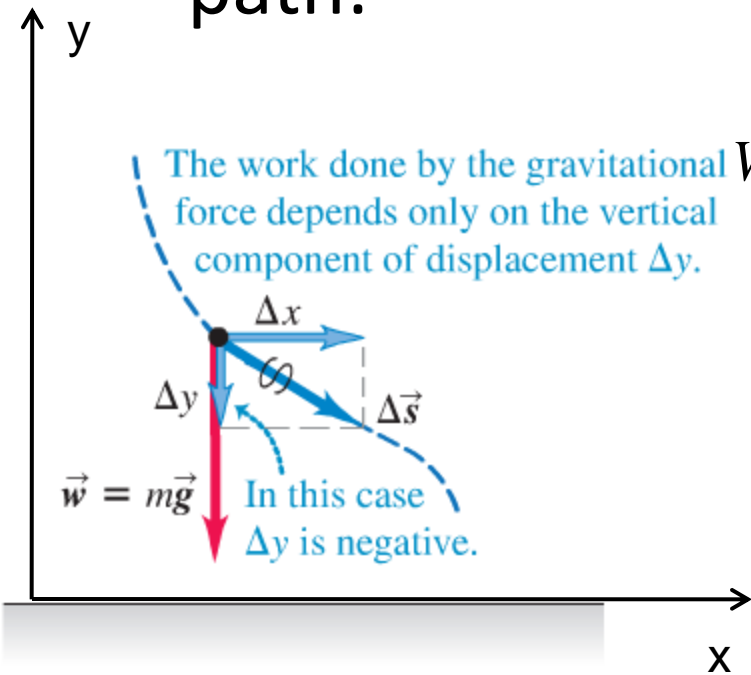 path.
y
The work done by the gravitational
force depends only on the vertical
component of displacement Δy.
Δx
Δy
Δs⃗
w⃗ = mg⃗
In this case
Δy is negative.
x